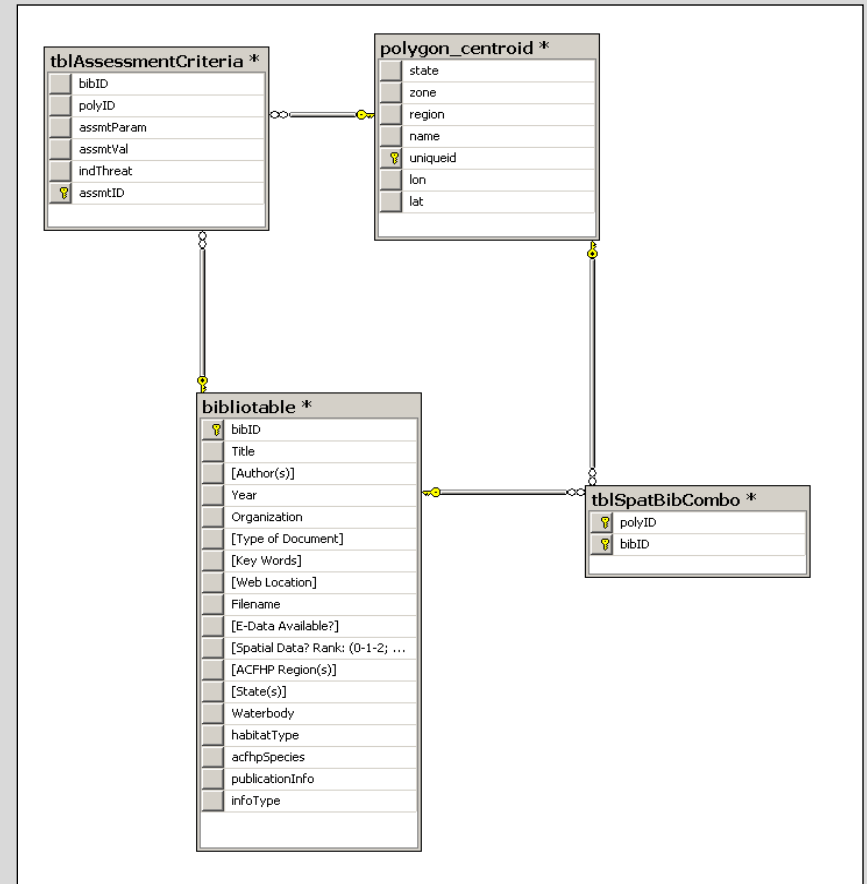 tblAssessmentCriteria *
bibID
polyID
assmtParam
assmtVal
indThreat
assmtID
polygon_centroid *
state
zone
region
name
uniqueid
lon
lat
bibliotable *
bibID
Title
[Author(s)]
Year
Organization
[Type of Document]
[Key Words]
[Web Location]
Filename
[E-Data Available?]
[Spatial Data? Rank: (0-1-2; ...
[ACFHP Region(s)]
[State(s)]
Waterbody
habitatType
acfhpSpecies
publicationInfo
infoType
tblSpatBibCombo *
polyID
bibID